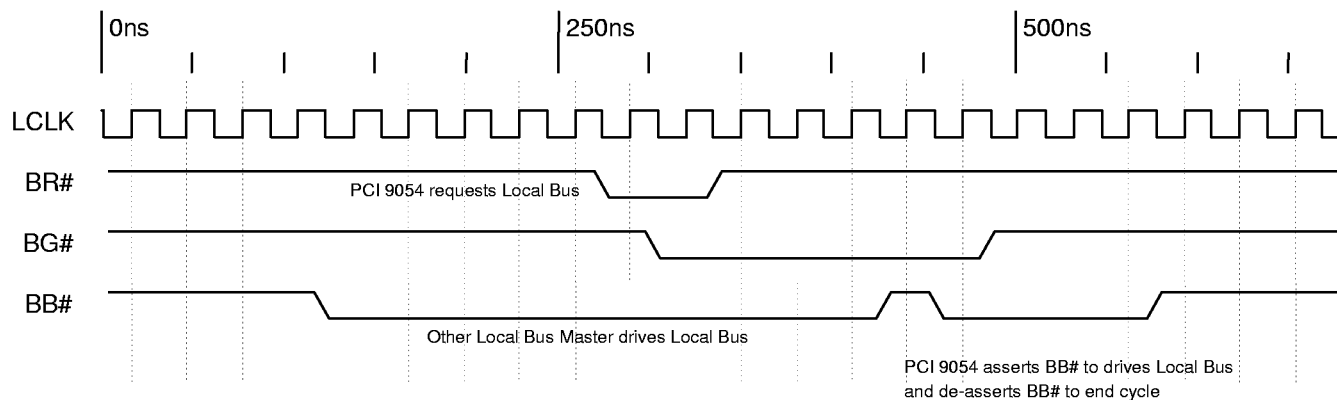 0ns 250ns 500ns
LCLK
BR#
PCI 9054 requests Local Bus
BG#
BB#
Other Local Bus Master drives Local Bus
PCI 9054 asserts BB# to drives Local Bus
and de-asserts BB# to end cycle